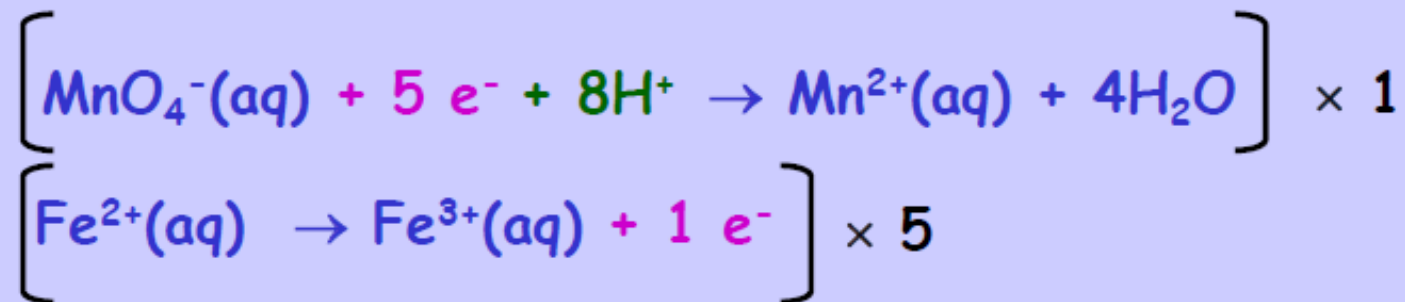 [MnO₄⁻(aq) + 5 e⁻ + 8H⁺ → Mn²⁺(aq) + 4H₂O] × 1
[Fe²⁺(aq) → Fe³⁺(aq) + 1 e⁻] × 5